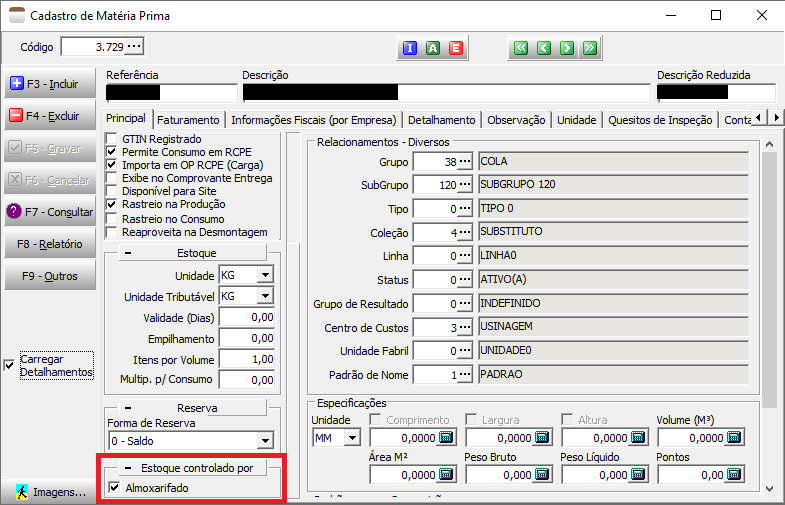 Cadastro de Matéria Prima
Código 3.729 ...
I A E
Referência Descrição Descrição Reduzida
F3 - Incluir
F4 - Excluir
F5 - Gravar
F6 - Cancelar
F7 - Consultar
F8 - Relatório
F9 - Outros
Carregar
Detalhamentos
Imagens...
Principal Faturamento Informações Fiscais (por Empresa) Detalhamento Observação Unidade Quesitos de Inspeção Conta
GTIN Registrado
Permite Consumo em RCPE
Importa em OP RCPE (Carga)
Exibe no Comprovante Entrega
Disponível para Site
Rastreio na Produção
Rastreio no Consumo
Reaproveita na Desmontagem
Estoque
Unidade KG
Unidade Tributável KG
Validade (Dias) 0,00
Empilhamento 0,00
Itens por Volume 1,00
Multip. p/ Consumo 0,00
Reserva
Forma de Reserva
0 - Saldo
Estoque controlado por
Almoxarifado
Relacionamentos - Diversos
Grupo 38 ... COLA
SubGrupo 120 ... SUBGRUPO 120
Tipo 0 ... TIPO 0
Coleção 4 ... SUBSTITUTO
Linha 0 ... LINHA0
Status 0 ... ATIVO(A)
Grupo de Resultado 0 ... INDEFINIDO
Centro de Custos 3 ... USINAGEM
Unidade Fabril 0 ... UNIDADE0
Padrão de Nome 1 ... PADRAO
Especificações
Unidade Comprimento Largura Altura Volume (M³)
MM 0,0000 0,0000 0,0000 0,0000
Área M² Peso Bruto Peso Líquido Pontos
0,0000 0,0000 0,0000 0,00